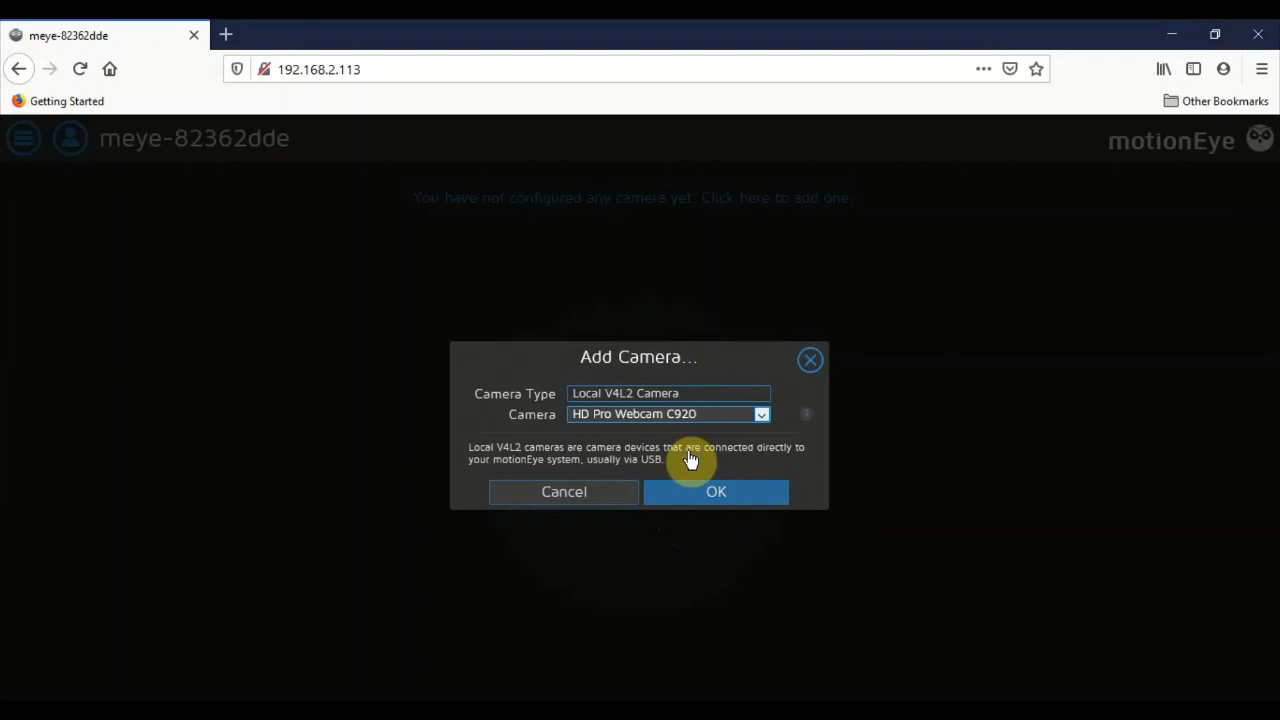 meye-82362dde
192.168.2.113
Getting Started
Other Bookmarks
meye-82362dde
motionEye
You have not configured any camera yet. Click here to add one.
Add Camera...
Camera Type
Local V4L2 Camera
Camera
HD Pro Webcam C920
?
Local V4L2 cameras are camera devices that are connected directly to
your motionEye system, usually via USB.
Cancel
OK